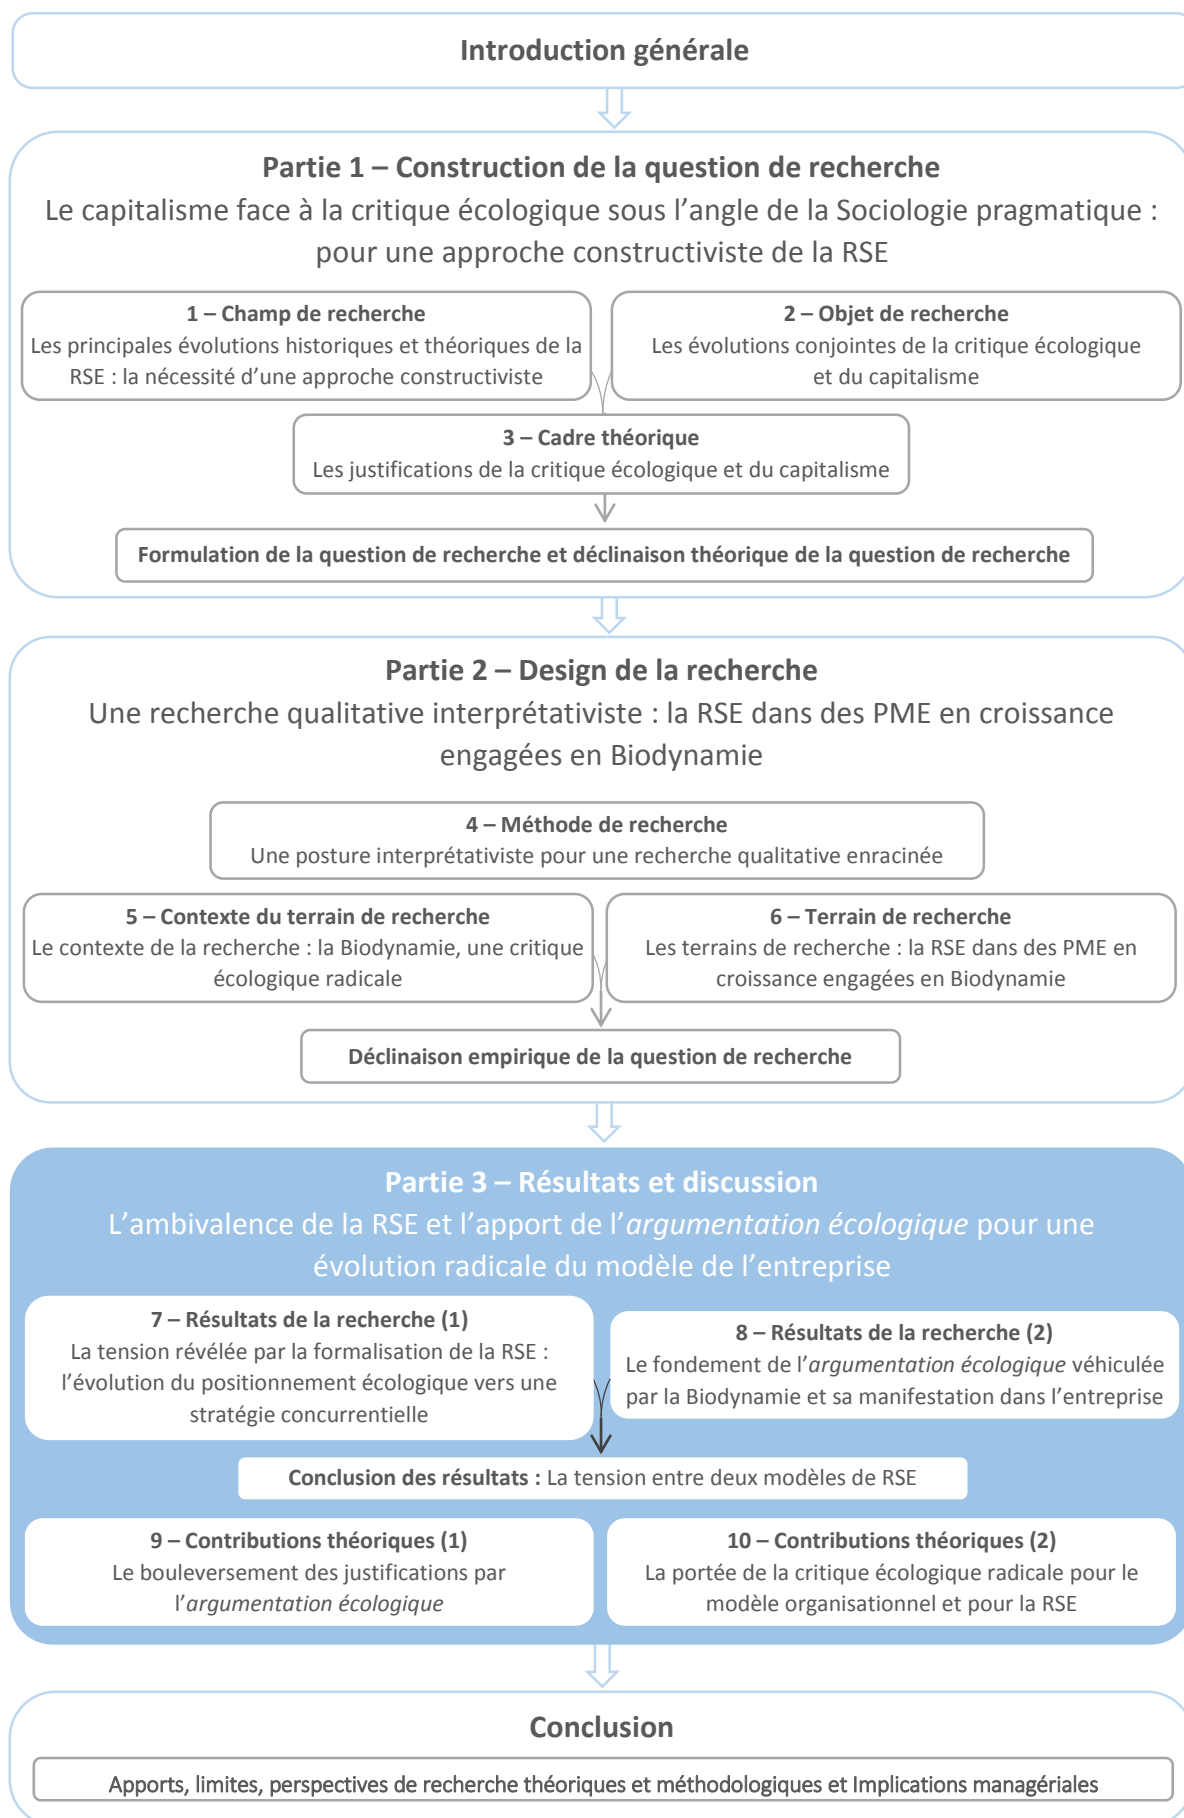 Introduction générale
Partie 1 – Construction de la question de recherche
Le capitalisme face à la critique écologique sous l’angle de la Sociologie pragmatique :
pour une approche constructiviste de la RSE
1 – Champ de recherche
Les principales évolutions historiques et théoriques de la
RSE : la nécessité d’une approche constructiviste
2 – Objet de recherche
Les évolutions conjointes de la critique écologique
et du capitalisme
3 – Cadre théorique
Les justifications de la critique écologique et du capitalisme
Formulation de la question de recherche et déclinaison théorique de la question de recherche
Partie 2 – Design de la recherche
Une recherche qualitative interprétativiste : la RSE dans des PME en croissance
engagées en Biodynamie
4 – Méthode de recherche
Une posture interprétativiste pour une recherche qualitative enracinée
5 – Contexte du terrain de recherche
Le contexte de la recherche : la Biodynamie, une critique
écologique radicale
6 – Terrain de recherche
Les terrains de recherche : la RSE dans des PME en
croissance engagées en Biodynamie
Déclinaison empirique de la question de recherche
Partie 3 – Résultats et discussion
L’ambivalence de la RSE et l’apport de l’argumentation écologique pour une
évolution radicale du modèle de l’entreprise
7 – Résultats de la recherche (1)
La tension révélée par la formalisation de la RSE :
l’évolution du positionnement écologique vers une
stratégie concurrentielle
8 – Résultats de la recherche (2)
Le fondement de l’argumentation écologique véhiculée
par la Biodynamie et sa manifestation dans l’entreprise
Conclusion des résultats : La tension entre deux modèles de RSE
9 – Contributions théoriques (1)
Le bouleversement des justifications par
l’argumentation écologique
10 – Contributions théoriques (2)
La portée de la critique écologique radicale pour le
modèle organisationnel et pour la RSE
Conclusion
Apports, limites, perspectives de recherche théoriques et méthodologiques et Implications managériales